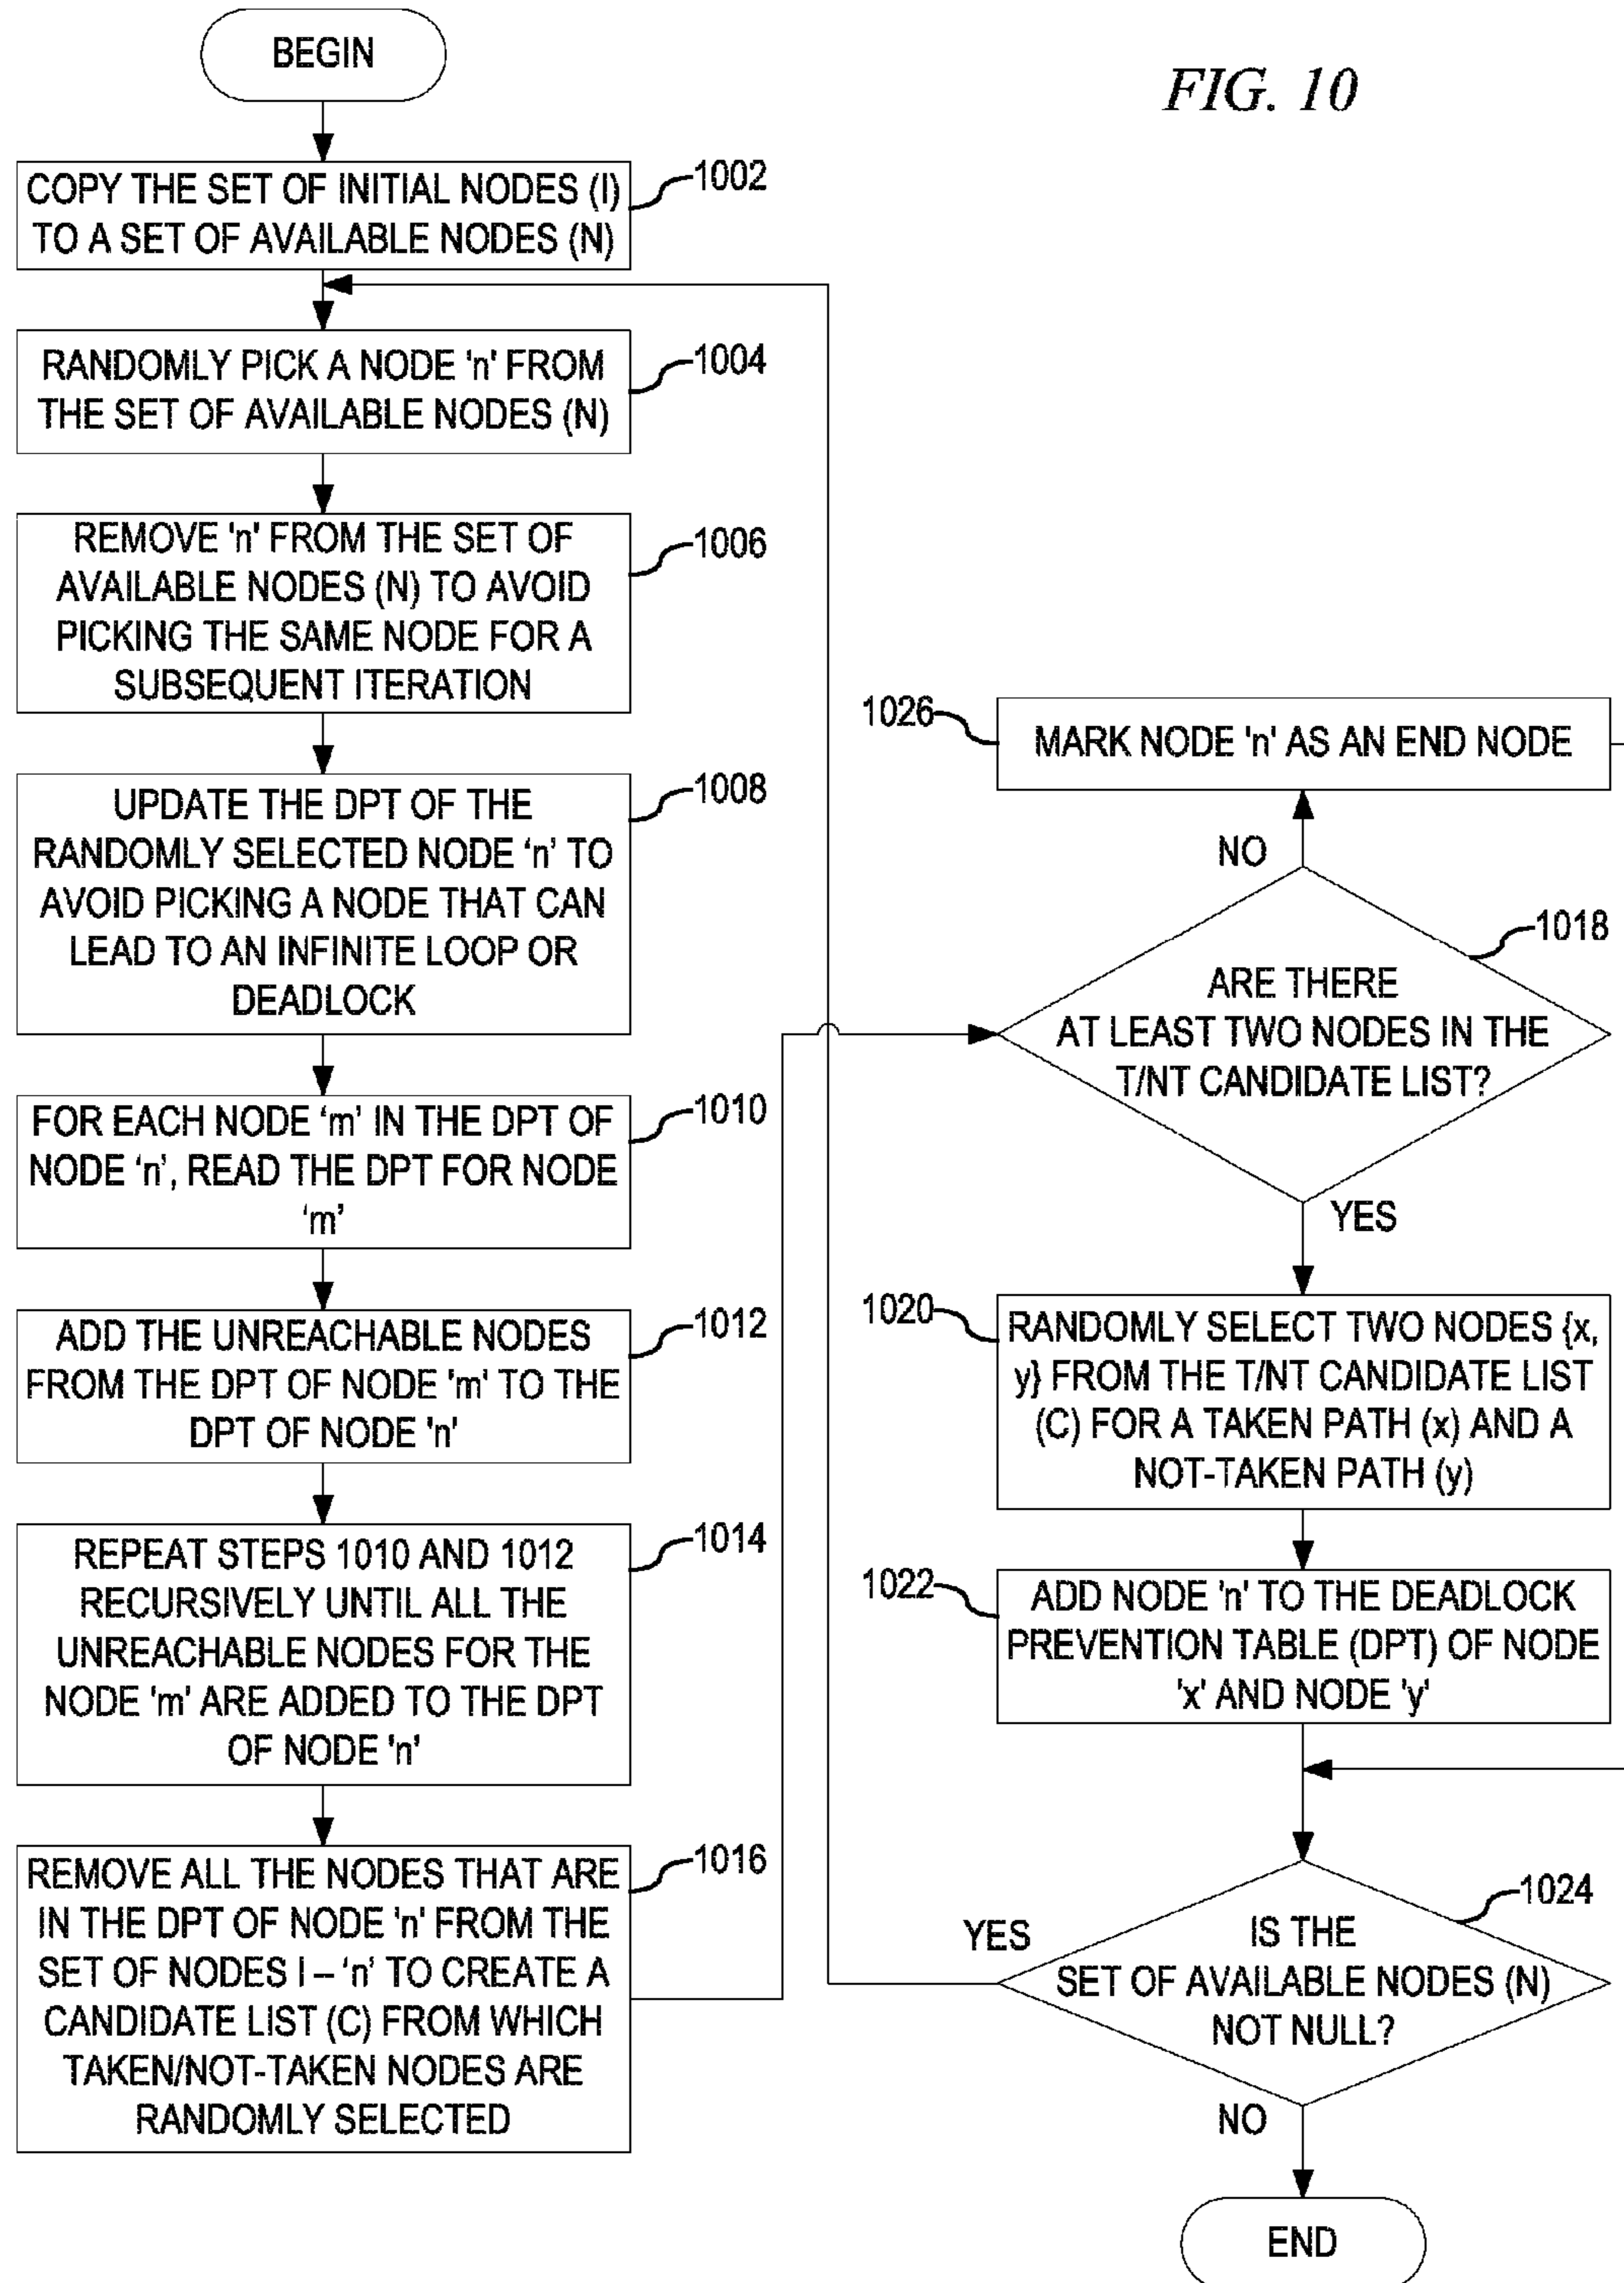 FIG. 10
BEGIN
COPY THE SET OF INITIAL NODES (I)
TO A SET OF AVAILABLE NODES (N)
1002
RANDOMLY PICK A NODE 'n' FROM
THE SET OF AVAILABLE NODES (N)
1004
REMOVE 'n' FROM THE SET OF
AVAILABLE NODES (N) TO AVOID
PICKING THE SAME NODE FOR A
SUBSEQUENT ITERATION
1006
UPDATE THE DPT OF THE
RANDOMLY SELECTED NODE ‘n’ TO
AVOID PICKING A NODE THAT CAN
LEAD TO AN INFINITE LOOP OR
DEADLOCK
1008
FOR EACH NODE ‘m’ IN THE DPT OF
NODE ‘n’, READ THE DPT FOR NODE
‘m’
1010
ADD THE UNREACHABLE NODES
FROM THE DPT OF NODE 'm' TO THE
DPT OF NODE 'n'
1012
REPEAT STEPS 1010 AND 1012
RECURSIVELY UNTIL ALL THE
UNREACHABLE NODES FOR THE
NODE 'm' ARE ADDED TO THE DPT
OF NODE 'n'
1014
REMOVE ALL THE NODES THAT ARE
IN THE DPT OF NODE 'n' FROM THE
SET OF NODES I – 'n' TO CREATE A
CANDIDATE LIST (C) FROM WHICH
TAKEN/NOT-TAKEN NODES ARE
RANDOMLY SELECTED
1016
1026
MARK NODE 'n' AS AN END NODE
NO
1018
ARE THERE
AT LEAST TWO NODES IN THE
T/NT CANDIDATE LIST?
YES
1020
RANDOMLY SELECT TWO NODES {x,
y} FROM THE T/NT CANDIDATE LIST
(C) FOR A TAKEN PATH (x) AND A
NOT-TAKEN PATH (y)
1022
ADD NODE 'n' TO THE DEADLOCK
PREVENTION TABLE (DPT) OF NODE
'x' AND NODE 'y'
1024
YES
IS THE
SET OF AVAILABLE NODES (N)
NOT NULL?
NO
END